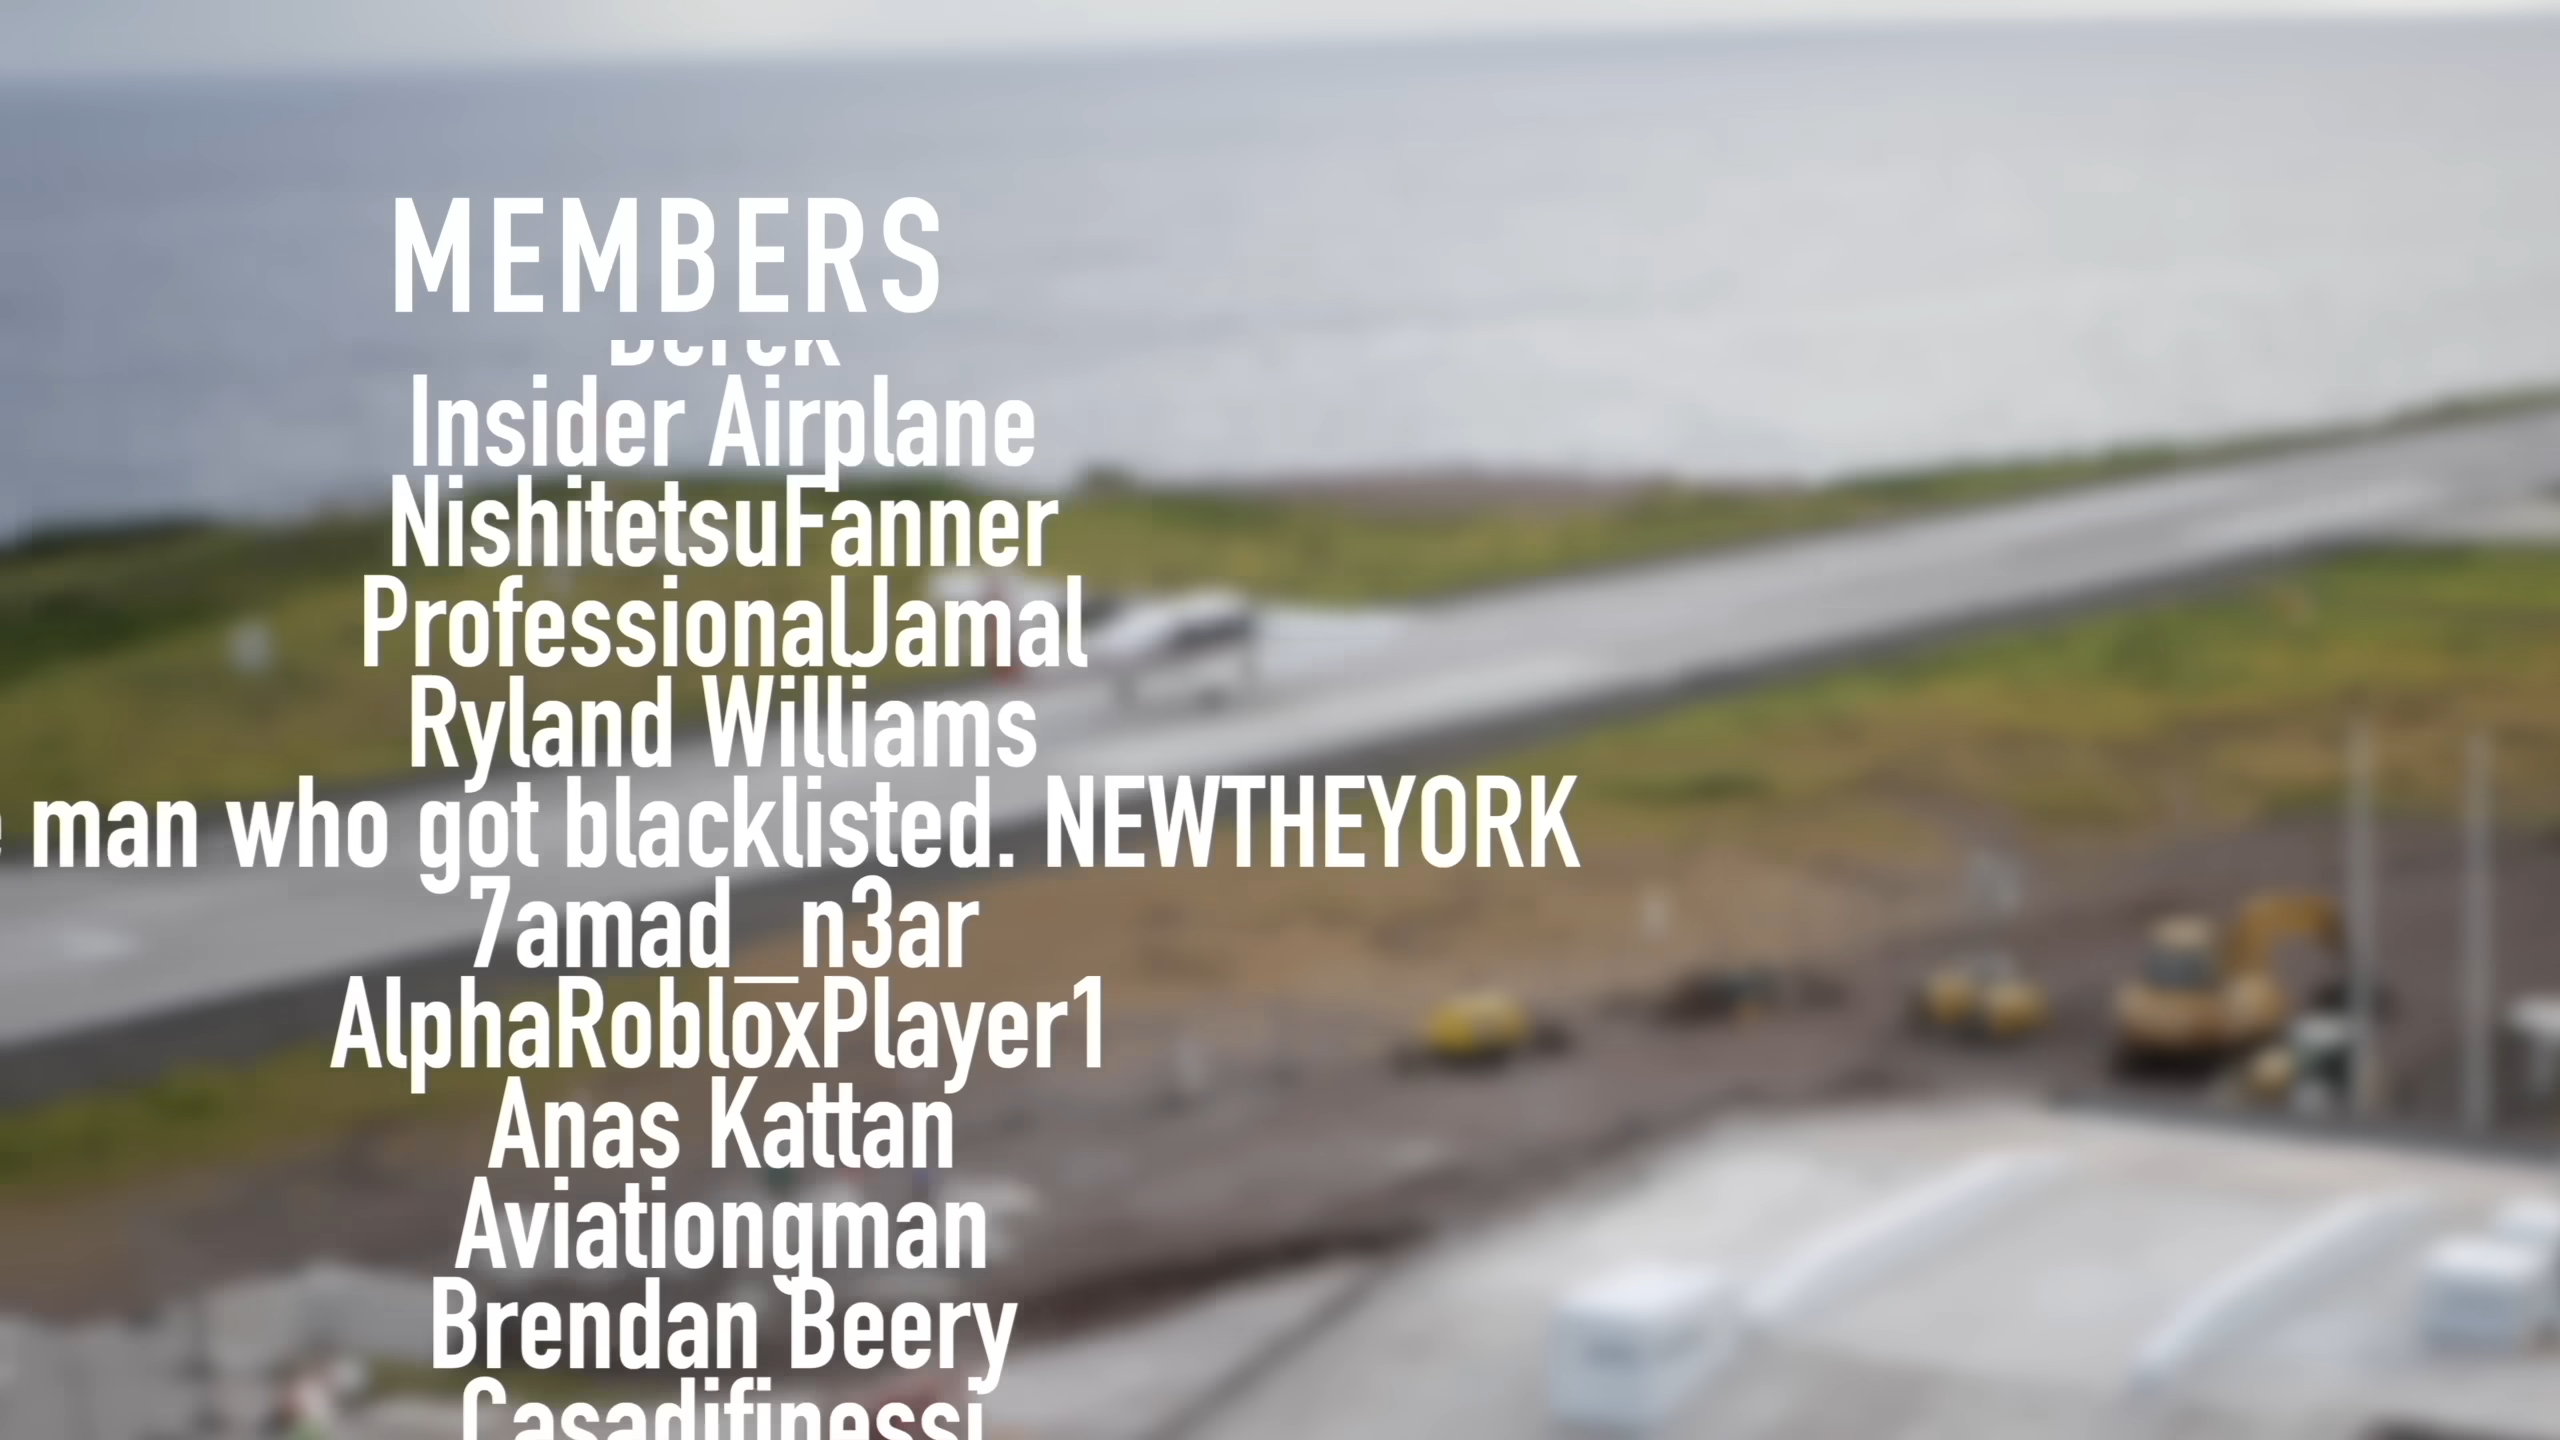 MEMBERS
Insider Airplane
NishitetsuFanner
ProfessionalJamal
Ryland Williams
man who got blacklisted. NEWTHEYORK
7amad_n3ar
AlphaRobloxPlayer1
Anas Kattan
Aviationgman
Brendan Beery
Casadifinessi